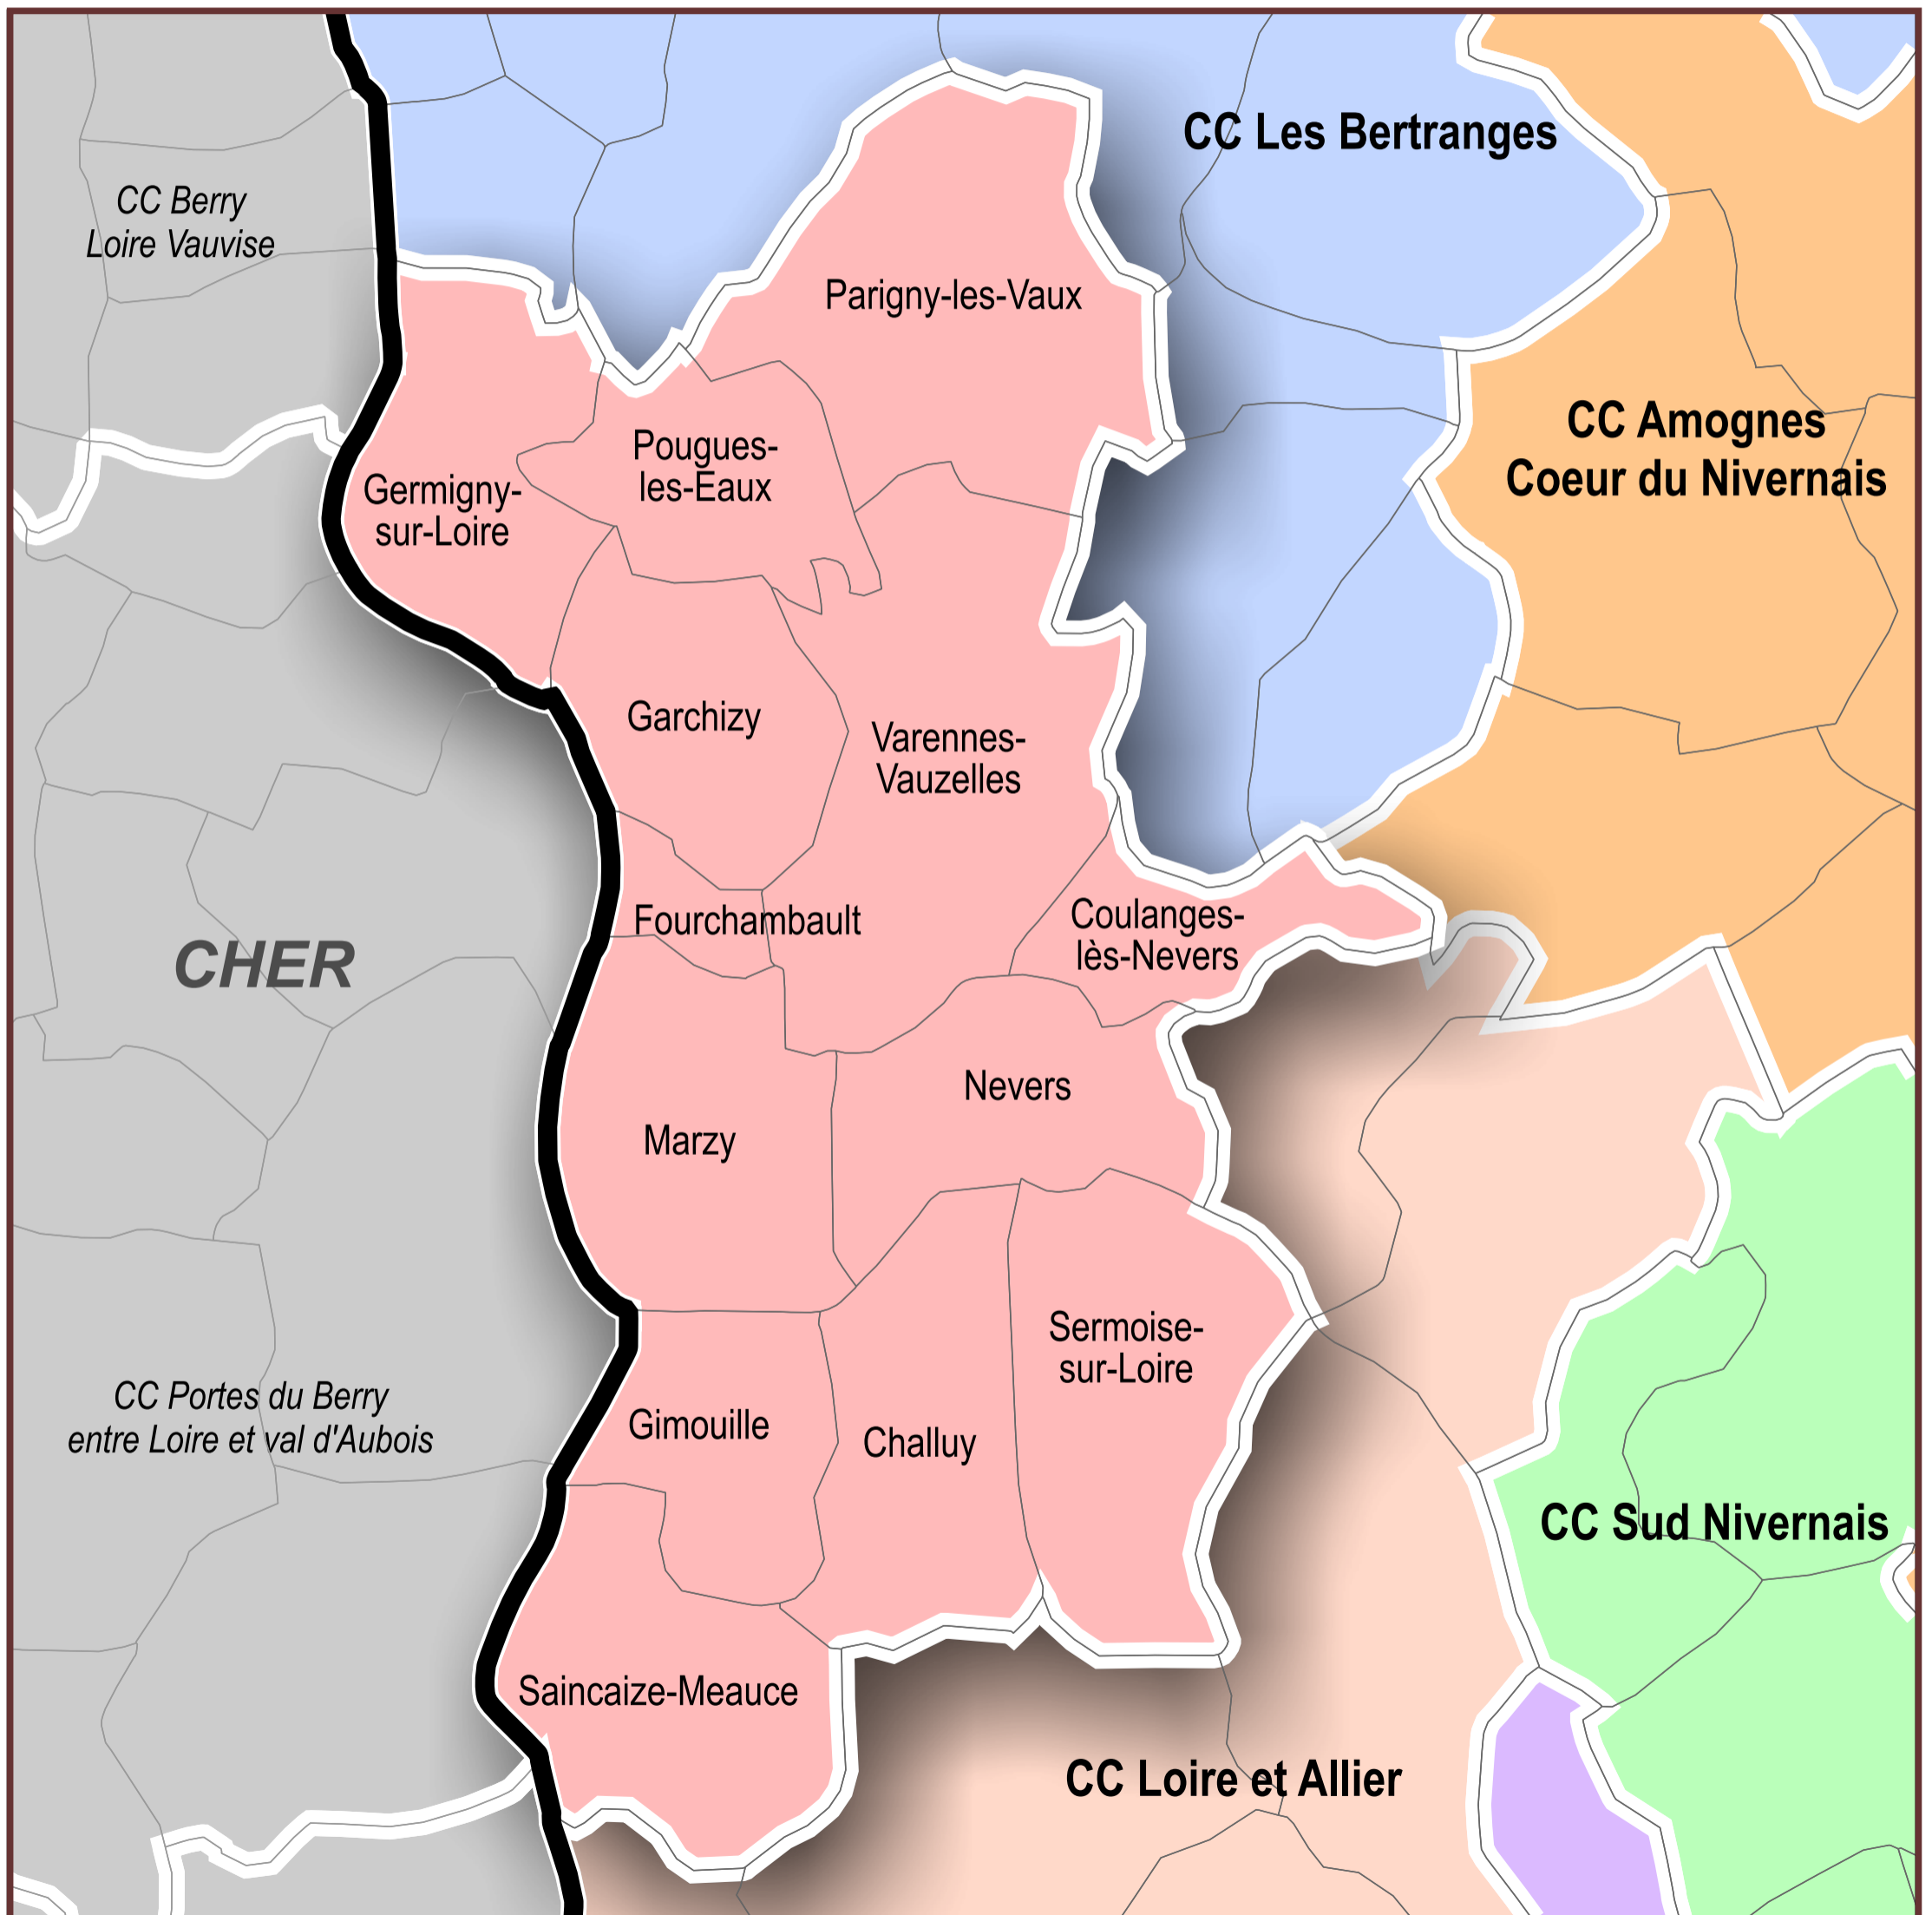 CC Les Bertranges
CC Berry
Loire Vauvise
Parigny-les-Vaux
CC Amognes
Coeur du Nivernais
Pougues-
les-Eaux
Germigny-
sur-Loire
Garchizy
Varennes-
Vauzelles
Fourchambault
Coulanges-
lès-Nevers
CHER
Nevers
Marzy
Sermoise-
sur-Loire
CC Portes du Berry
entre Loire et val d'Aubois
Gimouille
Challuy
CC Sud Nivernais
Saincaize-Meauce
CC Loire et Allier